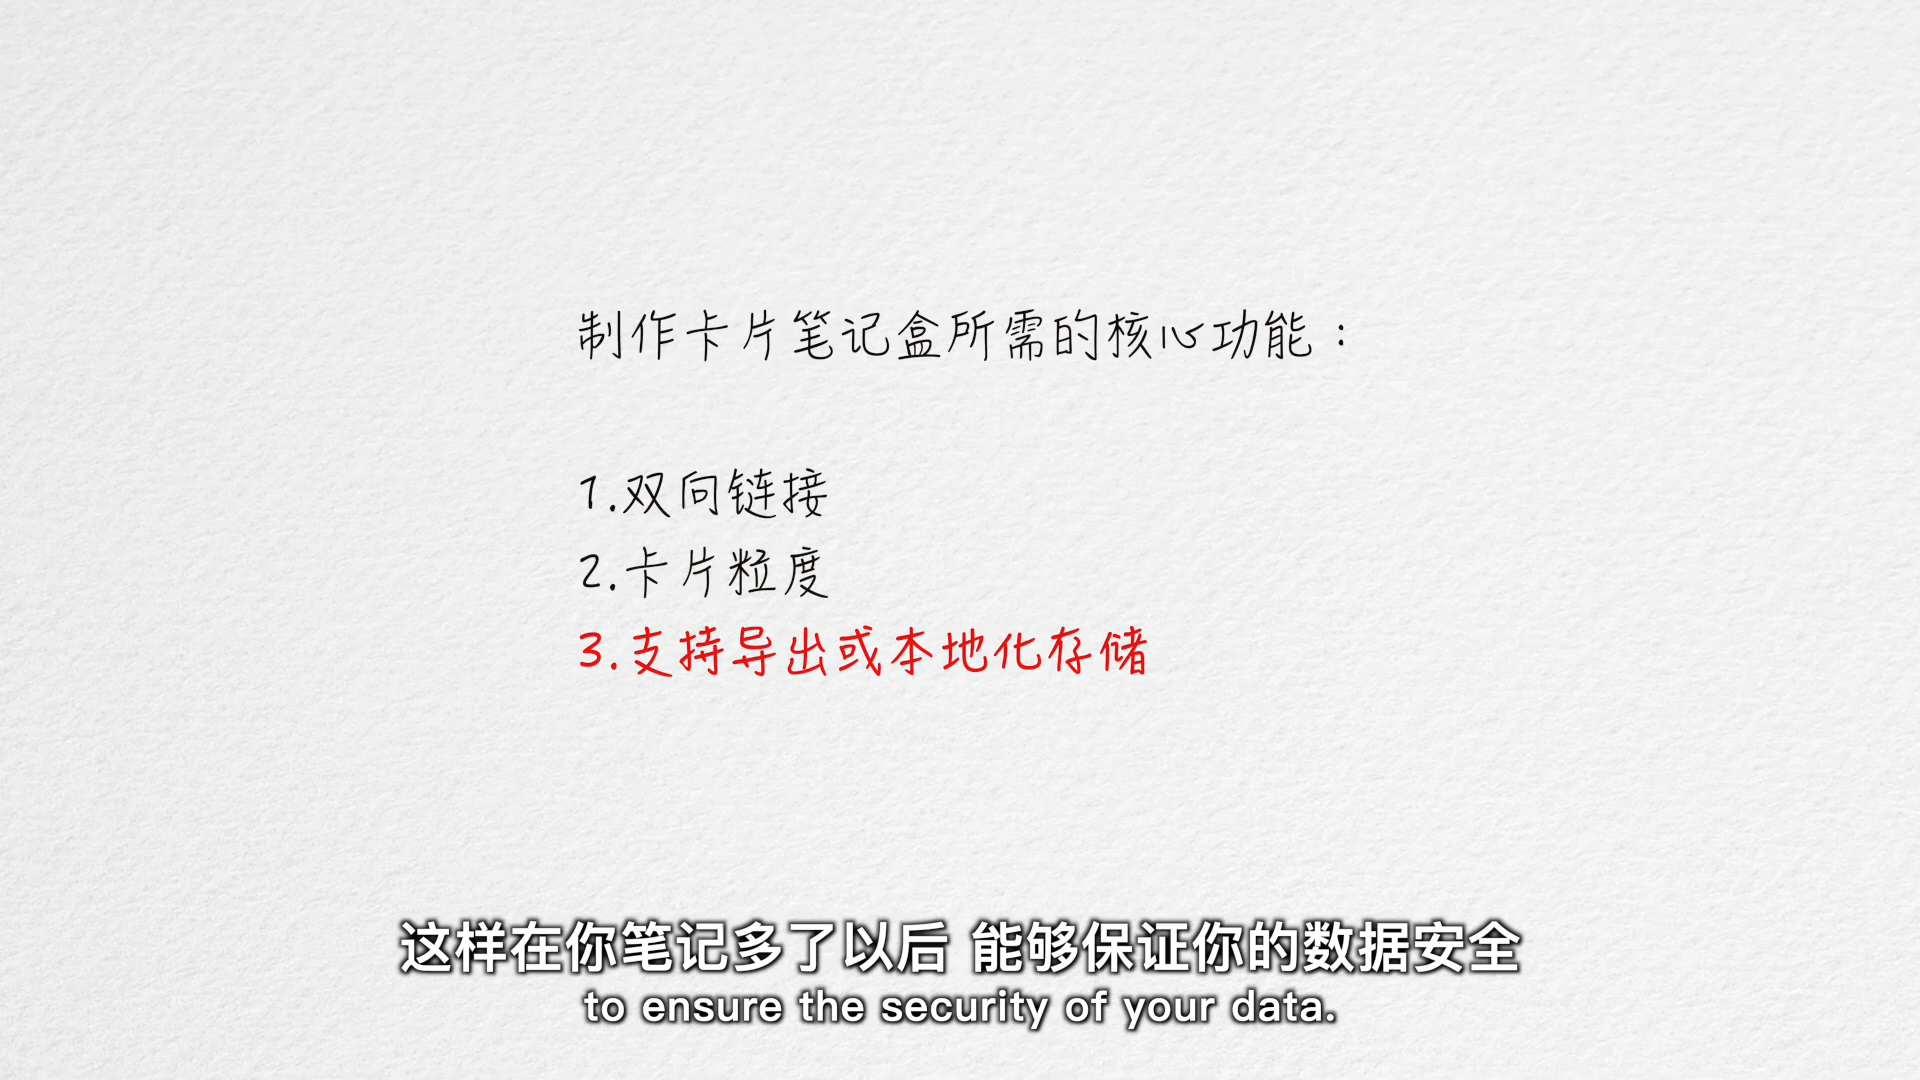 制作卡片笔记盒所需的核心功能：
1.双向链接
2.卡片粒度
3.支持导出或本地化存储
这样在你笔记多了以后 能够保证你的数据安全
to ensure the security of your data.